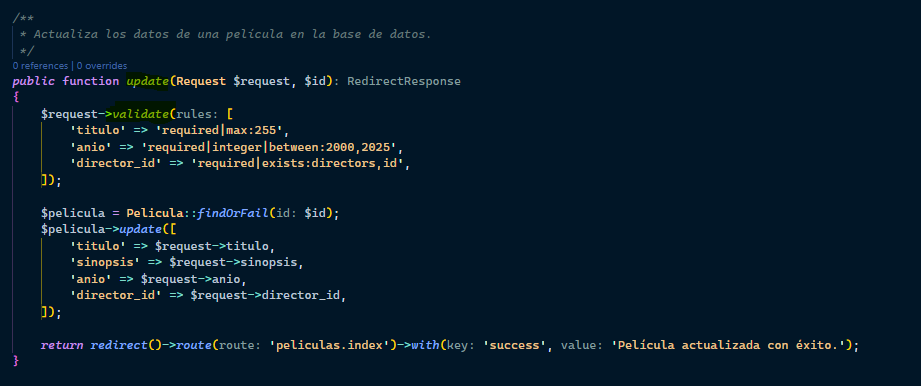 /**
 * Actualiza los datos de una película en la base de datos.
 */
0 references | 0 overrides
public function update(Request $request, $id): RedirectResponse
{
    $request->validate(rules: [
        'titulo' => 'required|max:255',
        'anio' => 'required|integer|between:2000,2025',
        'director_id' => 'required|exists:directors,id',
    ]);
    $pelicula = Pelicula::findOrFail(id: $id);
    $pelicula->update([
        'titulo' => $request->titulo,
        'sinopsis' => $request->sinopsis,
        'anio' => $request->anio,
        'director_id' => $request->director_id,
    ]);
    return redirect()->route(route: 'peliculas.index')->with(key: 'success', value: 'Película actualizada con éxito.');
}